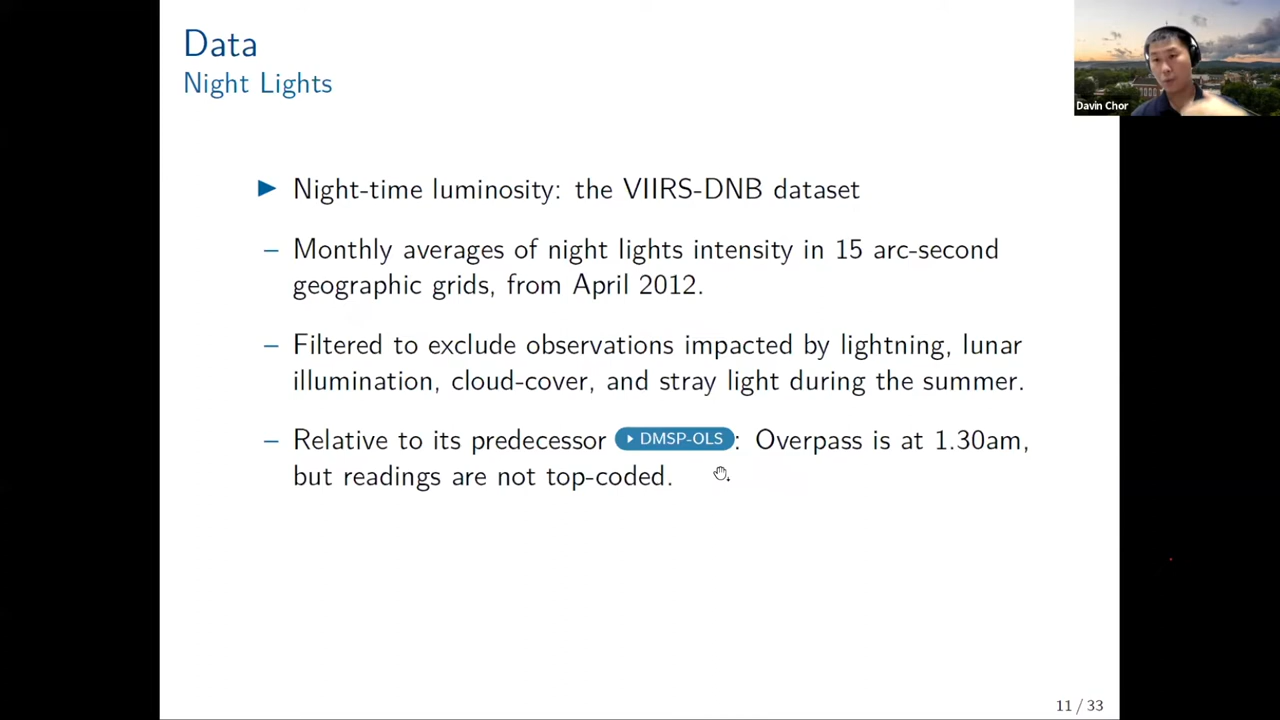 Data
Night Lights
Davin Chor
Night-time luminosity: the VIIRS-DNB dataset
– Monthly averages of night lights intensity in 15 arc-second
geographic grids, from April 2012.
– Filtered to exclude observations impacted by lightning, lunar
illumination, cloud-cover, and stray light during the summer.
– Relative to its predecessor DMSP-OLS: Overpass is at 1.30am,
but readings are not top-coded.
11 / 33